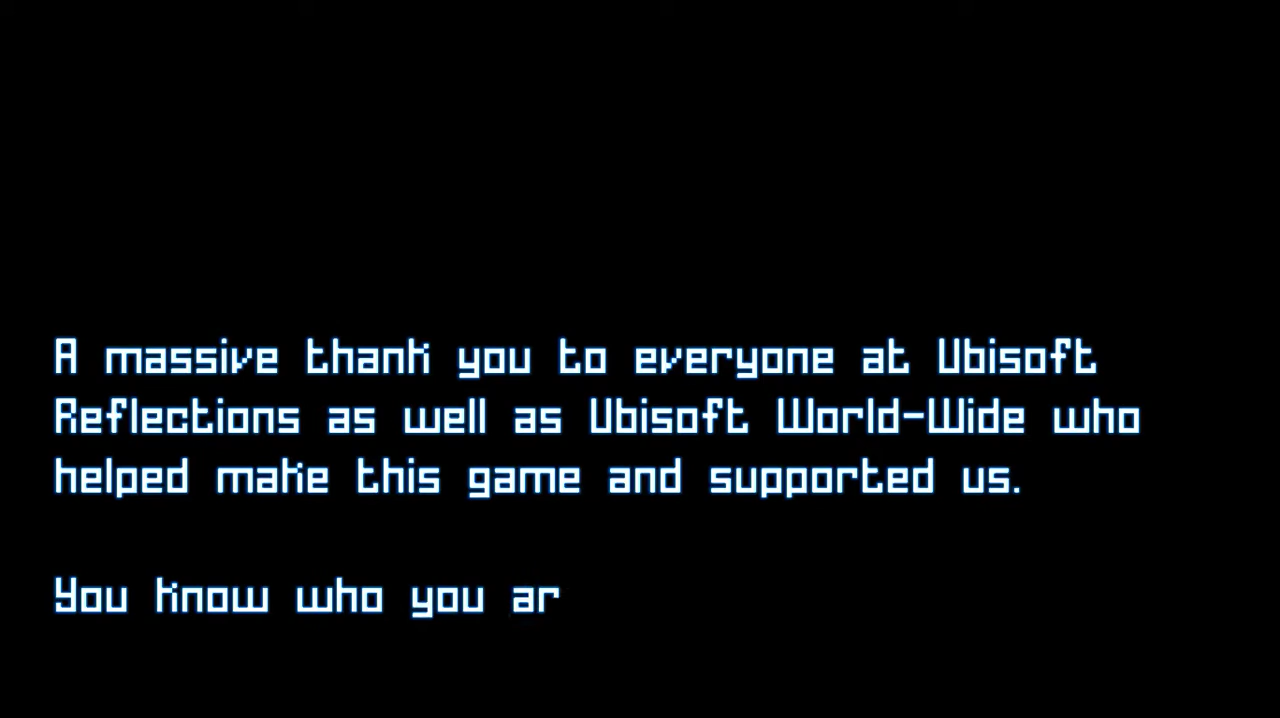 A massive thank you to everyone at Ubisoft
Reflections as well as Ubisoft World-Wide who
helped make this game and supported us.
You know who you ar